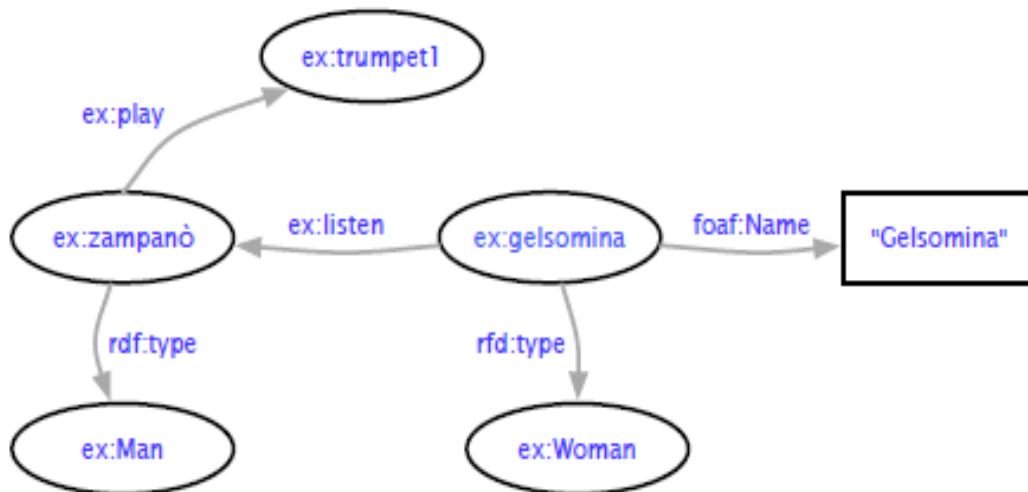 ex:trumpet1
ex:play
ex:zampanò
ex:listen
ex:gelsomina
foaf:Name
"Gelsomina"
rdf:type
rfd:type
ex:Man
ex:Woman